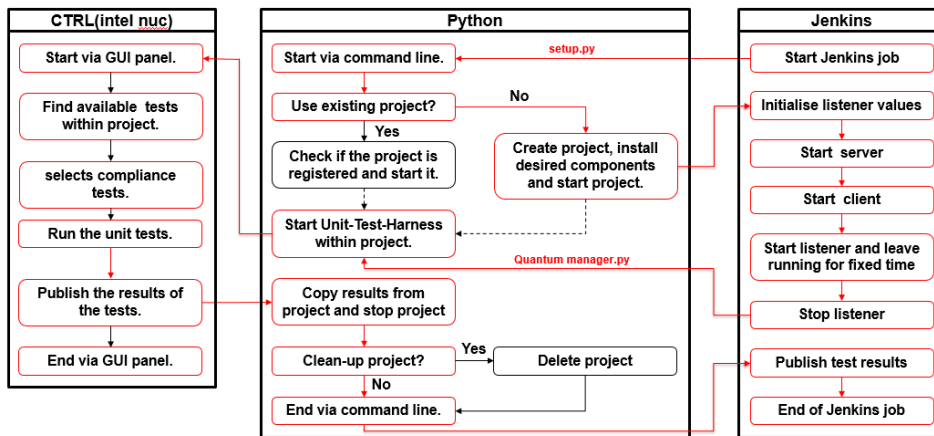 CTRL(intel nuc)
Start via GUI panel.
Find available tests
within project.
selects compliance
tests.
Run the unit tests.
Publish the results of
the tests.
End via GUI panel.
Python
Start via command line.
setup.py
Use existing project?
No
Yes
Check if the project is
registered and start it.
Create project, install
desired components
and start project.
Start Unit-Test-Harness
within project.
Quantum manager.py
Copy results from
project and stop project
Clean-up project?
Yes
Delete project
No
End via command line.
Jenkins
Start Jenkins job
Initialise listener values
Start server
Start client
Start listener and leave
running for fixed time
Stop listener
Publish test results
End of Jenkins job